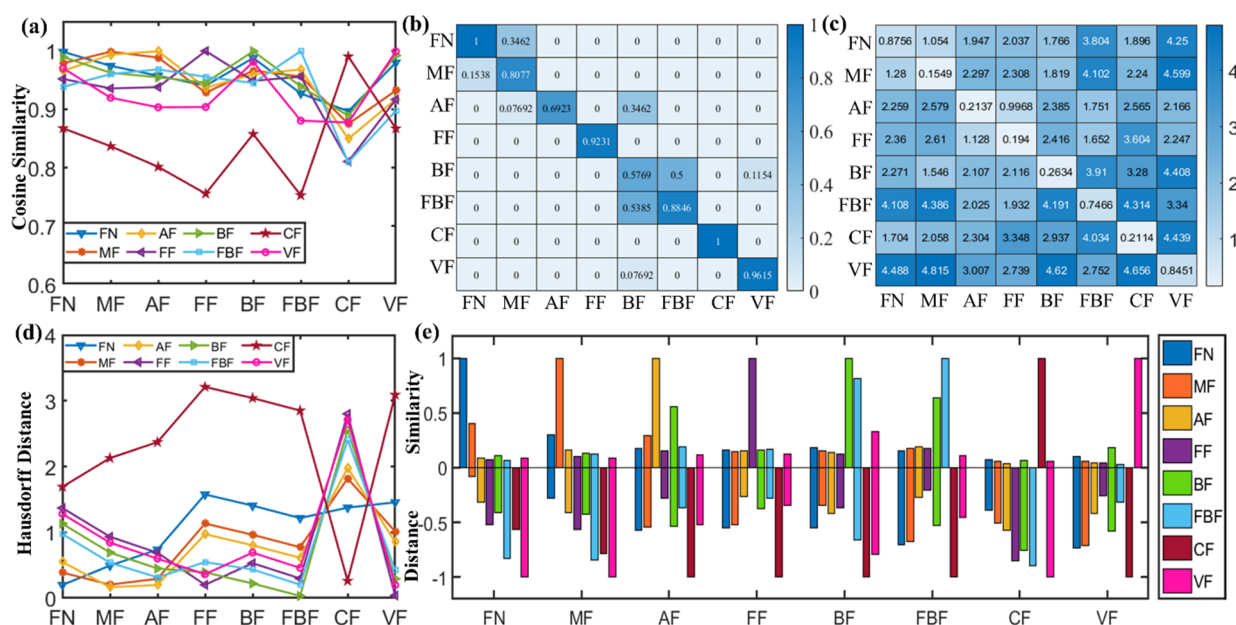 (a)
Cosine Similarity
1
0.9
0.8
0.7
0.6
FN AF BF CF
MF FF FBF VF
FN MF AF FF BF FBF CF VF
(b)
FN 1 0.3462 0 0 0 0 0 0
MF 0.1538 0.8077 0 0 0 0 0 0
AF 0 0.07692 0.6923 0 0.3462 0 0 0
FF 0 0 0 0.9231 0 0 0 0
BF 0 0 0 0 0.5769 0.5 0 0.1154
FBF 0 0 0 0 0.5385 0.8846 0 0
CF 0 0 0 0 0 0 1 0
VF 0 0 0 0 0.07692 0 0 0.9615
FN MF AF FF BF FBF CF VF
1
0.8
0.6
0.4
0.2
0
(c)
FN 0.8756 1.054 1.947 2.037 1.766 3.804 1.896 4.25
MF 1.28 0.1549 2.297 2.308 1.819 4.102 2.24 4.599
AF 2.259 2.579 0.2137 0.9968 2.385 1.751 2.565 2.166
FF 2.36 2.61 1.128 0.194 2.416 1.652 3.604 2.247
BF 2.271 1.546 2.107 2.116 0.2634 3.91 3.28 4.408
FBF 4.108 4.386 2.025 1.932 4.191 0.7466 4.314 3.34
CF 1.704 2.058 2.304 3.348 2.937 4.034 0.2114 4.439
VF 4.488 4.815 3.007 2.739 4.62 2.752 4.656 0.8451
FN MF AF FF BF FBF CF VF
4
3
2
1
(d)
Hausdorff Distance
4
3
2
1
0
FN AF BF CF
MF FF FBF VF
FN MF AF FF BF FBF CF VF
(e)
Similarity
Distance
1
0.5
0
-0.5
-1
FN MF AF FF BF FBF CF VF
FN
MF
AF
FF
BF
FBF
CF
VF